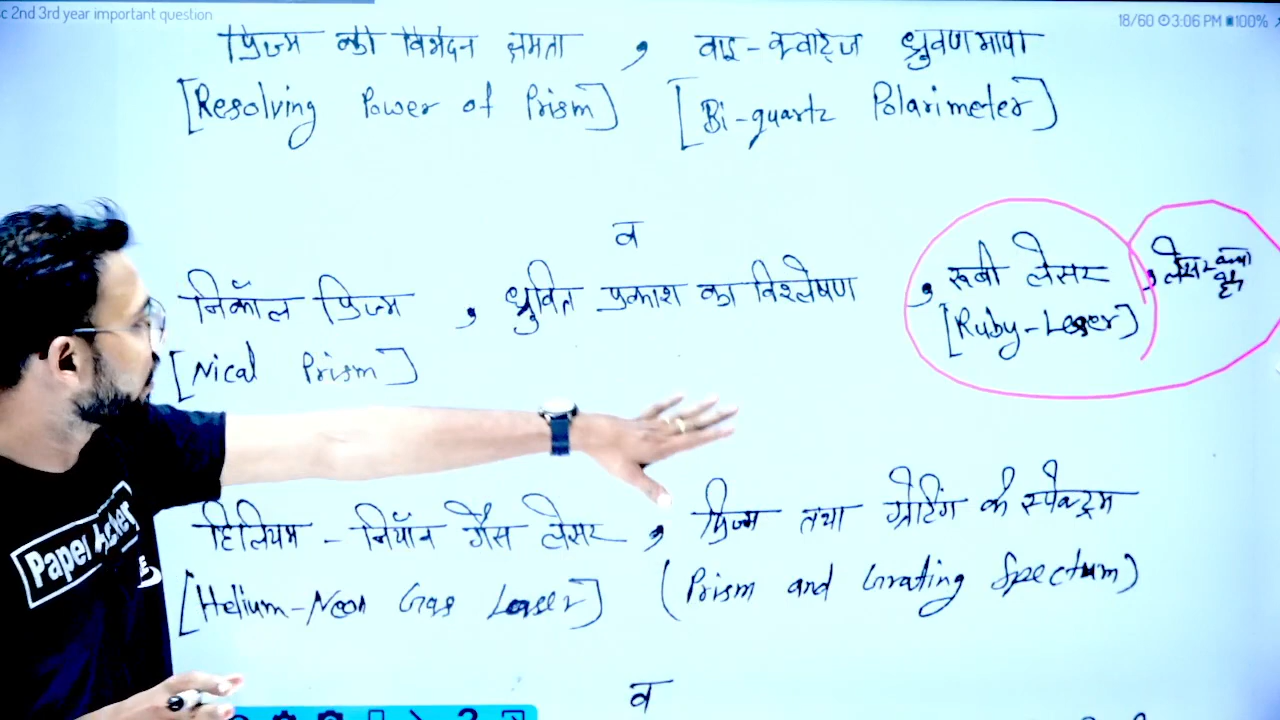 c 2nd 3rd year important question
18/60 3:06 PM 100%
प्रिज्म की विभेदन क्षमता , बाइ-क्वार्ट्ज ध्रुवणमापी
[Resolving Power of Prism] [Bi-quartz Polarimeter]
व
निकॉल प्रिज्म , ध्रुवित प्रकाश का विश्लेषण , रूबी लेसर , लेसर क्या है
[Nical Prism] [Ruby-Laser]
हिलियम - नियॉन गैस लेसर , प्रिज्म तथा ग्रेटिंग के स्पेक्ट्रम
[Helium-Neon Gas Laser] (Prism and Grating Spectum)
व
Paper